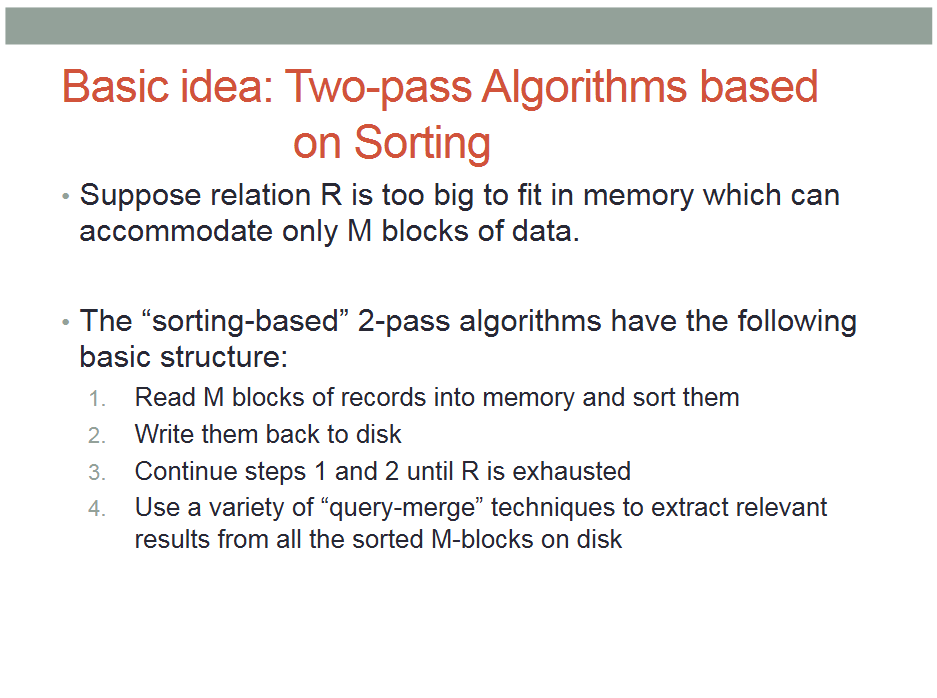 Basic idea: Two-pass Algorithms based
on Sorting
• Suppose relation R is too big to fit in memory which can
accommodate only M blocks of data.
• The “sorting-based” 2-pass algorithms have the following
basic structure:
1. Read M blocks of records into memory and sort them
2. Write them back to disk
3. Continue steps 1 and 2 until R is exhausted
4. Use a variety of “query-merge” techniques to extract relevant
results from all the sorted M-blocks on disk